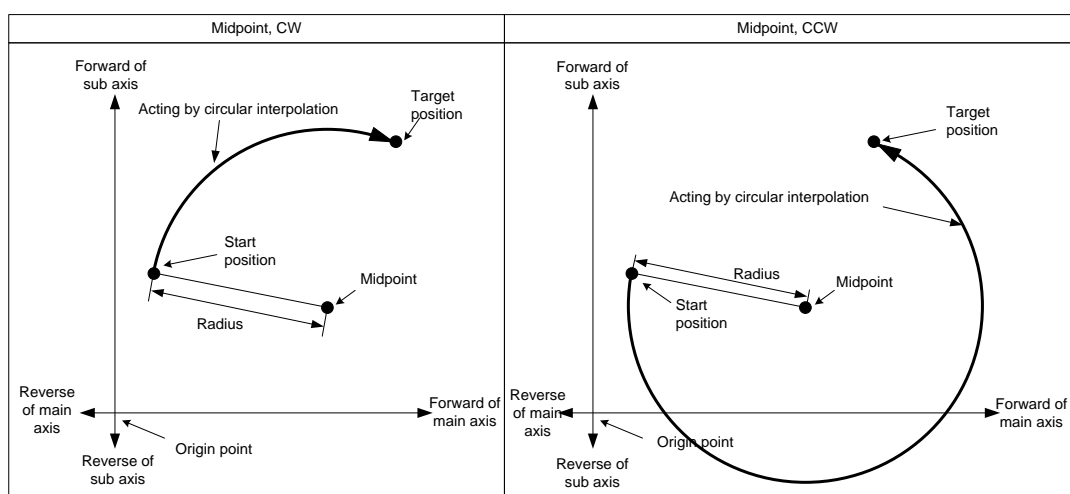 Midpoint, CW
Forward of
sub axis
Acting by circular interpolation
Target
position
Start
position
Midpoint
Radius
Reverse
of main
axis
Forward of
main axis
Origin point
Reverse of
sub axis
Midpoint, CCW
Forward of
sub axis
Target
position
Acting by circular interpolation
Radius
Midpoint
Start
position
Reverse
of main
axis
Forward of
main axis
Origin point
Reverse of
sub axis